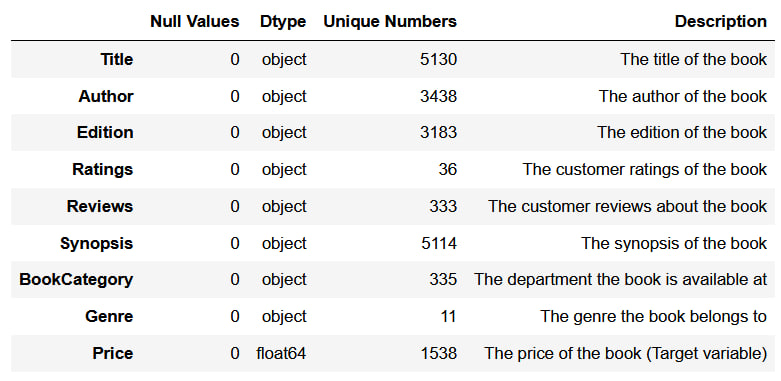 Null Values Dtype Unique Numbers Description
Title 0 object 5130 The title of the book
Author 0 object 3438 The author of the book
Edition 0 object 3183 The edition of the book
Ratings 0 object 36 The customer ratings of the book
Reviews 0 object 333 The customer reviews about the book
Synopsis 0 object 5114 The synopsis of the book
BookCategory 0 object 335 The department the book is available at
Genre 0 object 11 The genre the book belongs to
Price 0 float64 1538 The price of the book (Target variable)